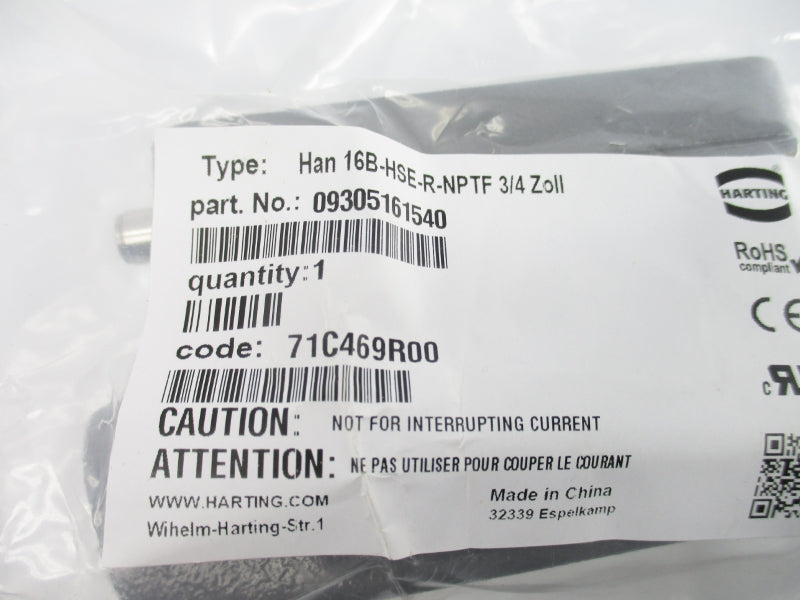 Type: Han 16B-HSE-R-NPTF 3/4 Zoll
part. No.: 09305161540
HARTING
quantity:1
RoHS
compliant
CE
code: 71C469R00
c
CAUTION: NOT FOR INTERRUPTING CURRENT
ATTENTION: NE PAS UTILISER POUR COUPER LE COURANT
WWW.HARTING.COM Made in China
Wihelm-Harting-Str.1 32339 Espelkamp